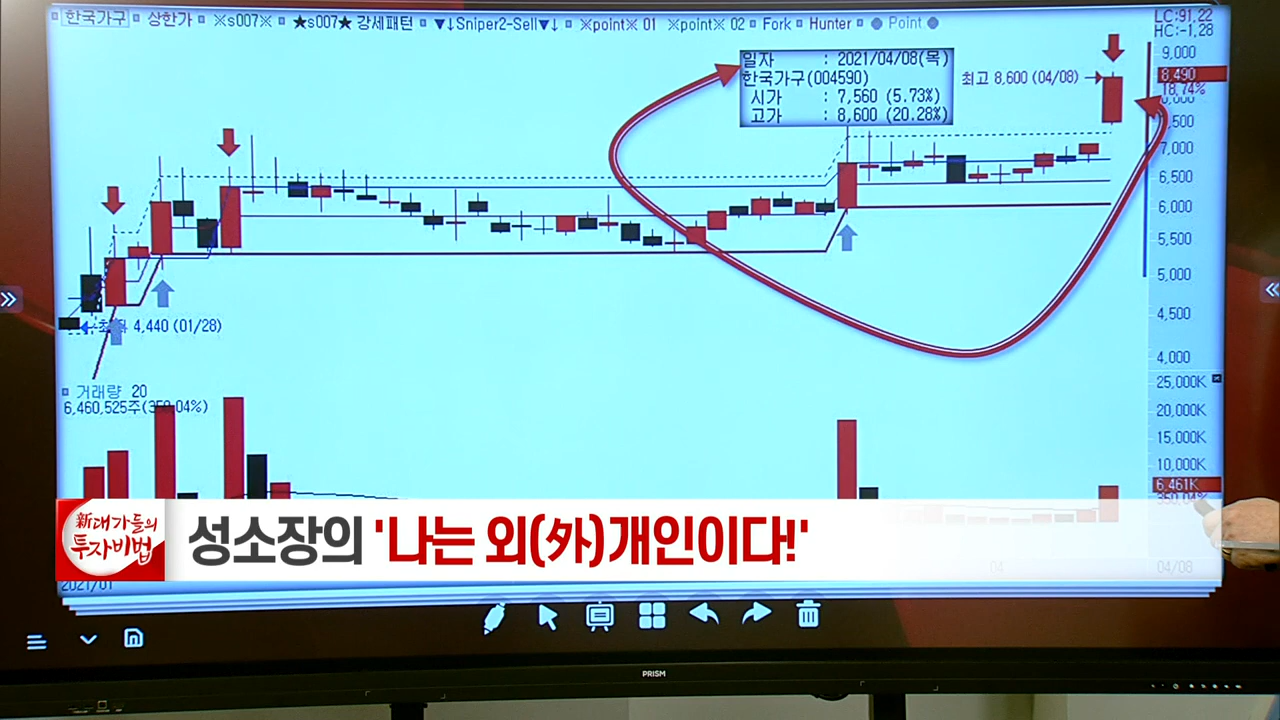 한국가구 상한가 ※s007※ ★s007★ 강세패턴 ▼↓Sniper2-Sell▼↓ ※point※ 01 ※point※ 02 Fork Hunter Point
LC:91,22
HC:-1,28
일자 : 2021/04/08(목)
한국가구(004590)
시가 : 7,560 (5.73%)
고가 : 8,600 (20.28%)
최고 8,600 (04/08)
9,000
8,490
18,74%
7,000
6,500
6,000
5,500
5,000
4,500
4,000
4,440 (01/28)
거래량 20
6,460,525주(350,04%)
25,000K
20,000K
15,000K
10,000K
6,461K
350,04%
新대가들의
투자비법
성소장의 '나는 외(外)개인이다!'
2021/01
04
04/08
PRISM